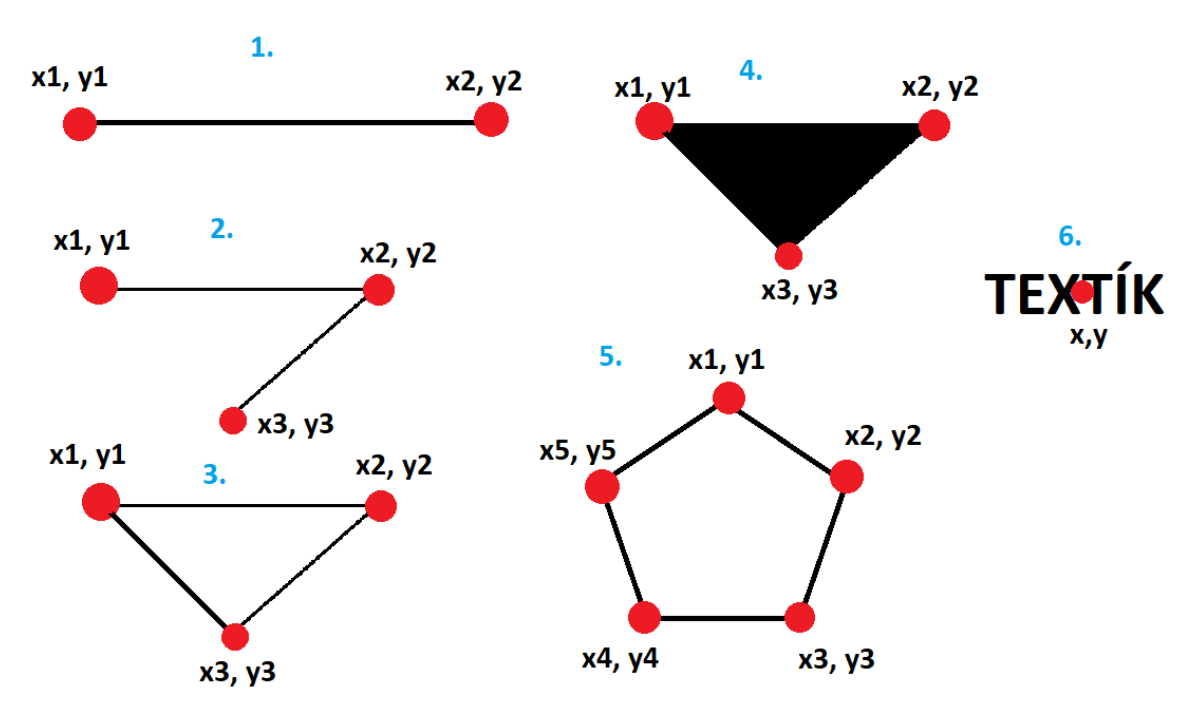 1.
x1, y1
x2, y2
2.
x1, y1
x2, y2
x3, y3
3.
x1, y1
x2, y2
x3, y3
4.
x1, y1
x2, y2
x3, y3
5.
x1, y1
x2, y2
x5, y5
x4, y4
x3, y3
6.
TEXTÍK
x,y